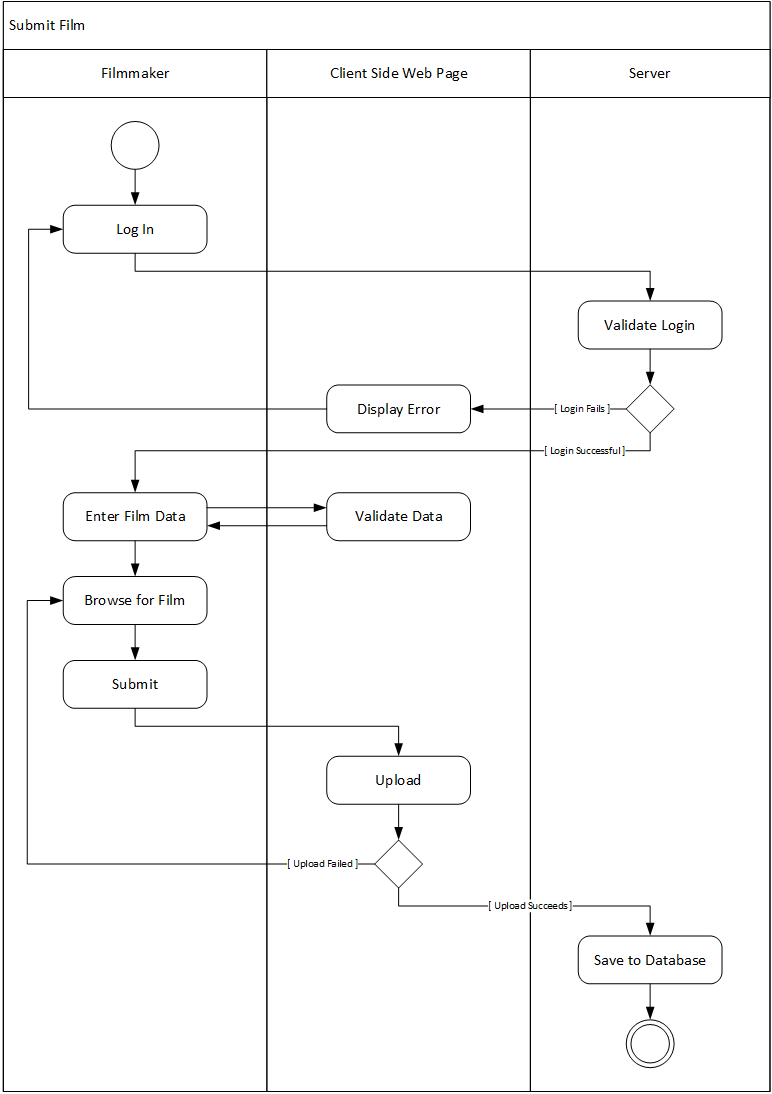 Submit Film
Filmmaker
Client Side Web Page
Server
Log In
Validate Login
Display Error
[ Login Fails ]
[ Login Successful ]
Enter Film Data
Validate Data
Browse for Film
Submit
Upload
[ Upload Failed ]
[ Upload Succeeds ]
Save to Database